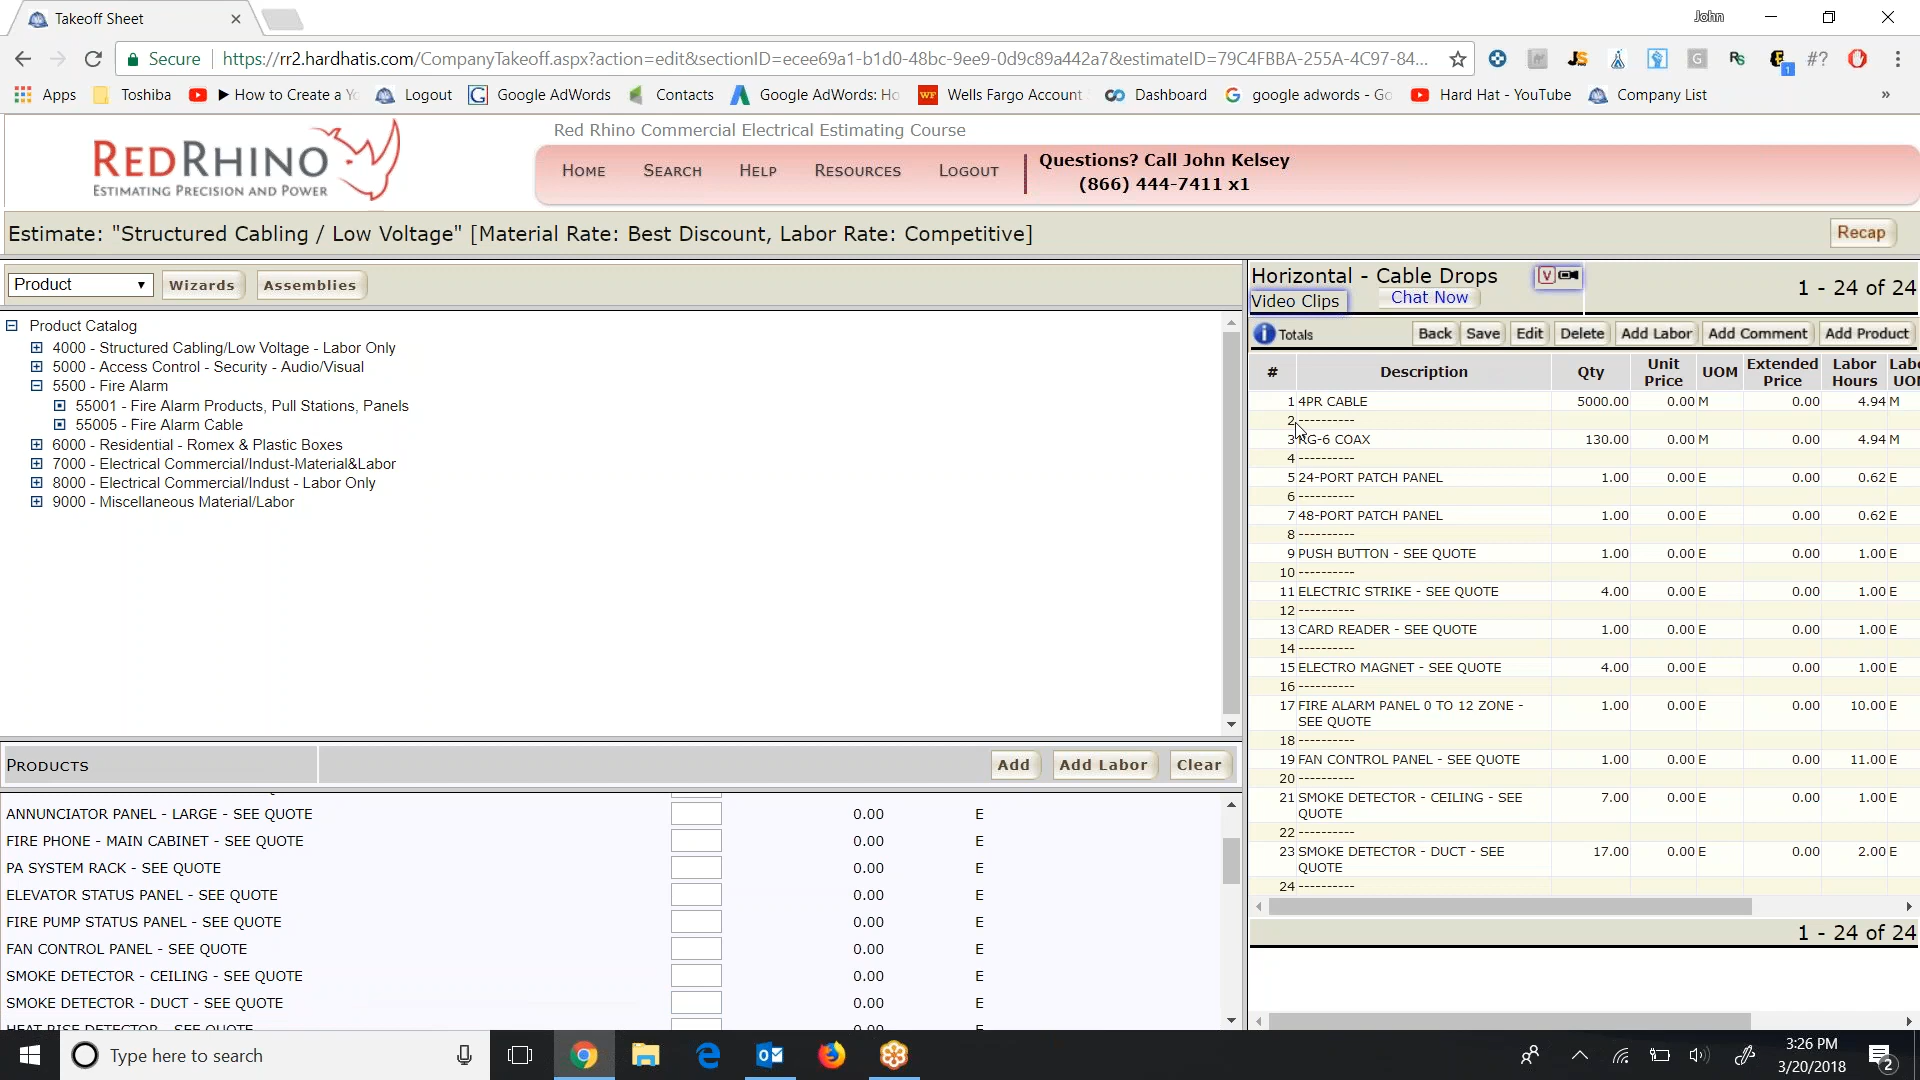 Takeoff Sheet
John
Secure
https://rr2.hardhatis.com/CompanyTakeoff.aspx?action=edit&sectionID=ecee69a1-b1d0-48bc-9ee9-0d9c89a442a7&estimateID=79C4FBBA-255A-4C97-84...
Apps Toshiba ▶ How to Create a Yo Logout Google AdWords Contacts Google AdWords: Ho Wells Fargo Account Dashboard google adwords - Go Hard Hat - YouTube Company List »
RED RHINO
ESTIMATING PRECISION AND POWER
Red Rhino Commercial Electrical Estimating Course
HOME SEARCH HELP RESOURCES LOGOUT
Questions? Call John Kelsey
(866) 444-7411 x1
Estimate: "Structured Cabling / Low Voltage" [Material Rate: Best Discount, Labor Rate: Competitive]
Recap
Product Wizards Assemblies
Product Catalog
4000 - Structured Cabling/Low Voltage - Labor Only
5000 - Access Control - Security - Audio/Visual
5500 - Fire Alarm
55001 - Fire Alarm Products, Pull Stations, Panels
55005 - Fire Alarm Cable
6000 - Residential - Romex & Plastic Boxes
7000 - Electrical Commercial/Indust-Material&Labor
8000 - Electrical Commercial/Indust - Labor Only
9000 - Miscellaneous Material/Labor
PRODUCTS
Add Add Labor Clear
ANNUNCIATOR PANEL - LARGE - SEE QUOTE 0.00 E
FIRE PHONE - MAIN CABINET - SEE QUOTE 0.00 E
PA SYSTEM RACK - SEE QUOTE 0.00 E
ELEVATOR STATUS PANEL - SEE QUOTE 0.00 E
FIRE PUMP STATUS PANEL - SEE QUOTE 0.00 E
FAN CONTROL PANEL - SEE QUOTE 0.00 E
SMOKE DETECTOR - CEILING - SEE QUOTE 0.00 E
SMOKE DETECTOR - DUCT - SEE QUOTE 0.00 E
HEAT RISE DETECTOR - SEE QUOTE 0.00 E
Horizontal - Cable Drops
V
1 - 24 of 24
Video Clips Chat Now
Totals Back Save Edit Delete Add Labor Add Comment Add Product
# Description Qty Unit Price UOM Extended Price Labor Hours Labo UOM
1 4PR CABLE 5000.00 0.00 M 0.00 4.94 M
2 ----------
3 RG-6 COAX 130.00 0.00 M 0.00 4.94 M
4 ----------
5 24-PORT PATCH PANEL 1.00 0.00 E 0.00 0.62 E
6 ----------
7 48-PORT PATCH PANEL 1.00 0.00 E 0.00 0.62 E
8 ----------
9 PUSH BUTTON - SEE QUOTE 1.00 0.00 E 0.00 1.00 E
10 ----------
11 ELECTRIC STRIKE - SEE QUOTE 4.00 0.00 E 0.00 1.00 E
12 ----------
13 CARD READER - SEE QUOTE 1.00 0.00 E 0.00 1.00 E
14 ----------
15 ELECTRO MAGNET - SEE QUOTE 4.00 0.00 E 0.00 1.00 E
16 ----------
17 FIRE ALARM PANEL 0 TO 12 ZONE - 1.00 0.00 E 0.00 10.00 E
SEE QUOTE
18 ----------
19 FAN CONTROL PANEL - SEE QUOTE 1.00 0.00 E 0.00 11.00 E
20 ----------
21 SMOKE DETECTOR - CEILING - SEE 7.00 0.00 E 0.00 1.00 E
QUOTE
22 ----------
23 SMOKE DETECTOR - DUCT - SEE 17.00 0.00 E 0.00 2.00 E
QUOTE
24 ----------
1 - 24 of 24
Type here to search
3:26 PM
3/20/2018
2